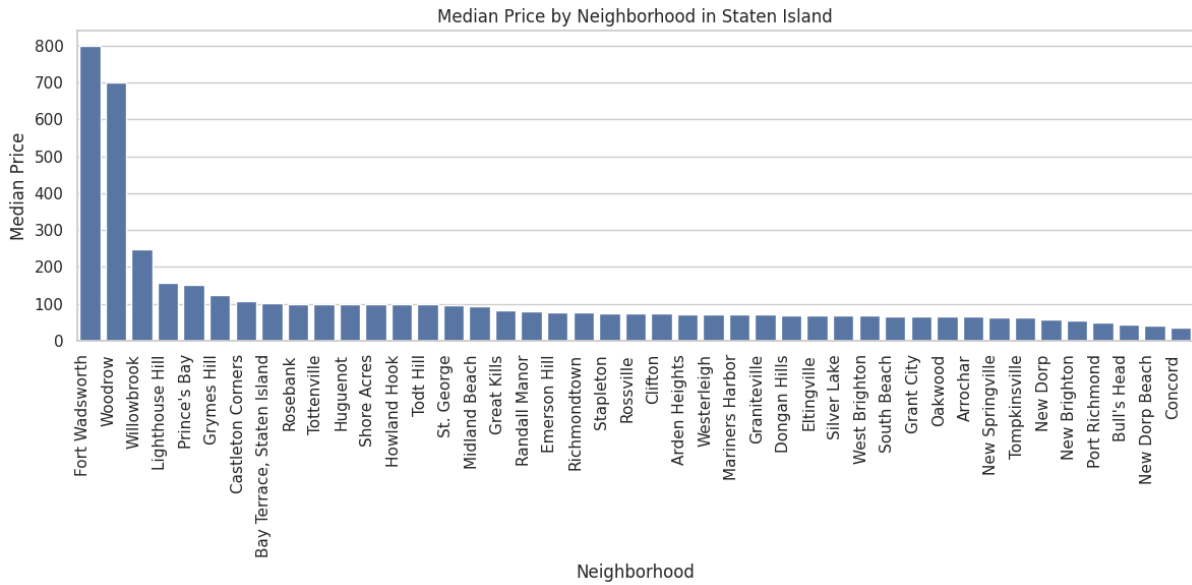 Median Price by Neighborhood in Staten Island
Median Price
800
700
600
500
400
300
200
100
0
Fort Wadsworth
Woodrow
Willowbrook
Lighthouse Hill
Prince's Bay
Grymes Hill
Castleton Corners
Bay Terrace, Staten Island
Rosebank
Tottenville
Huguenot
Shore Acres
Howland Hook
Todt Hill
St. George
Midland Beach
Great Kills
Randall Manor
Emerson Hill
Richmondtown
Stapleton
Rossville
Clifton
Arden Heights
Westerleigh
Mariners Harbor
Graniteville
Dongan Hills
Eltingville
Silver Lake
West Brighton
South Beach
Grant City
Oakwood
Arrochar
New Springville
Tompkinsville
New Dorp
New Brighton
Port Richmond
Bull's Head
New Dorp Beach
Concord
Neighborhood